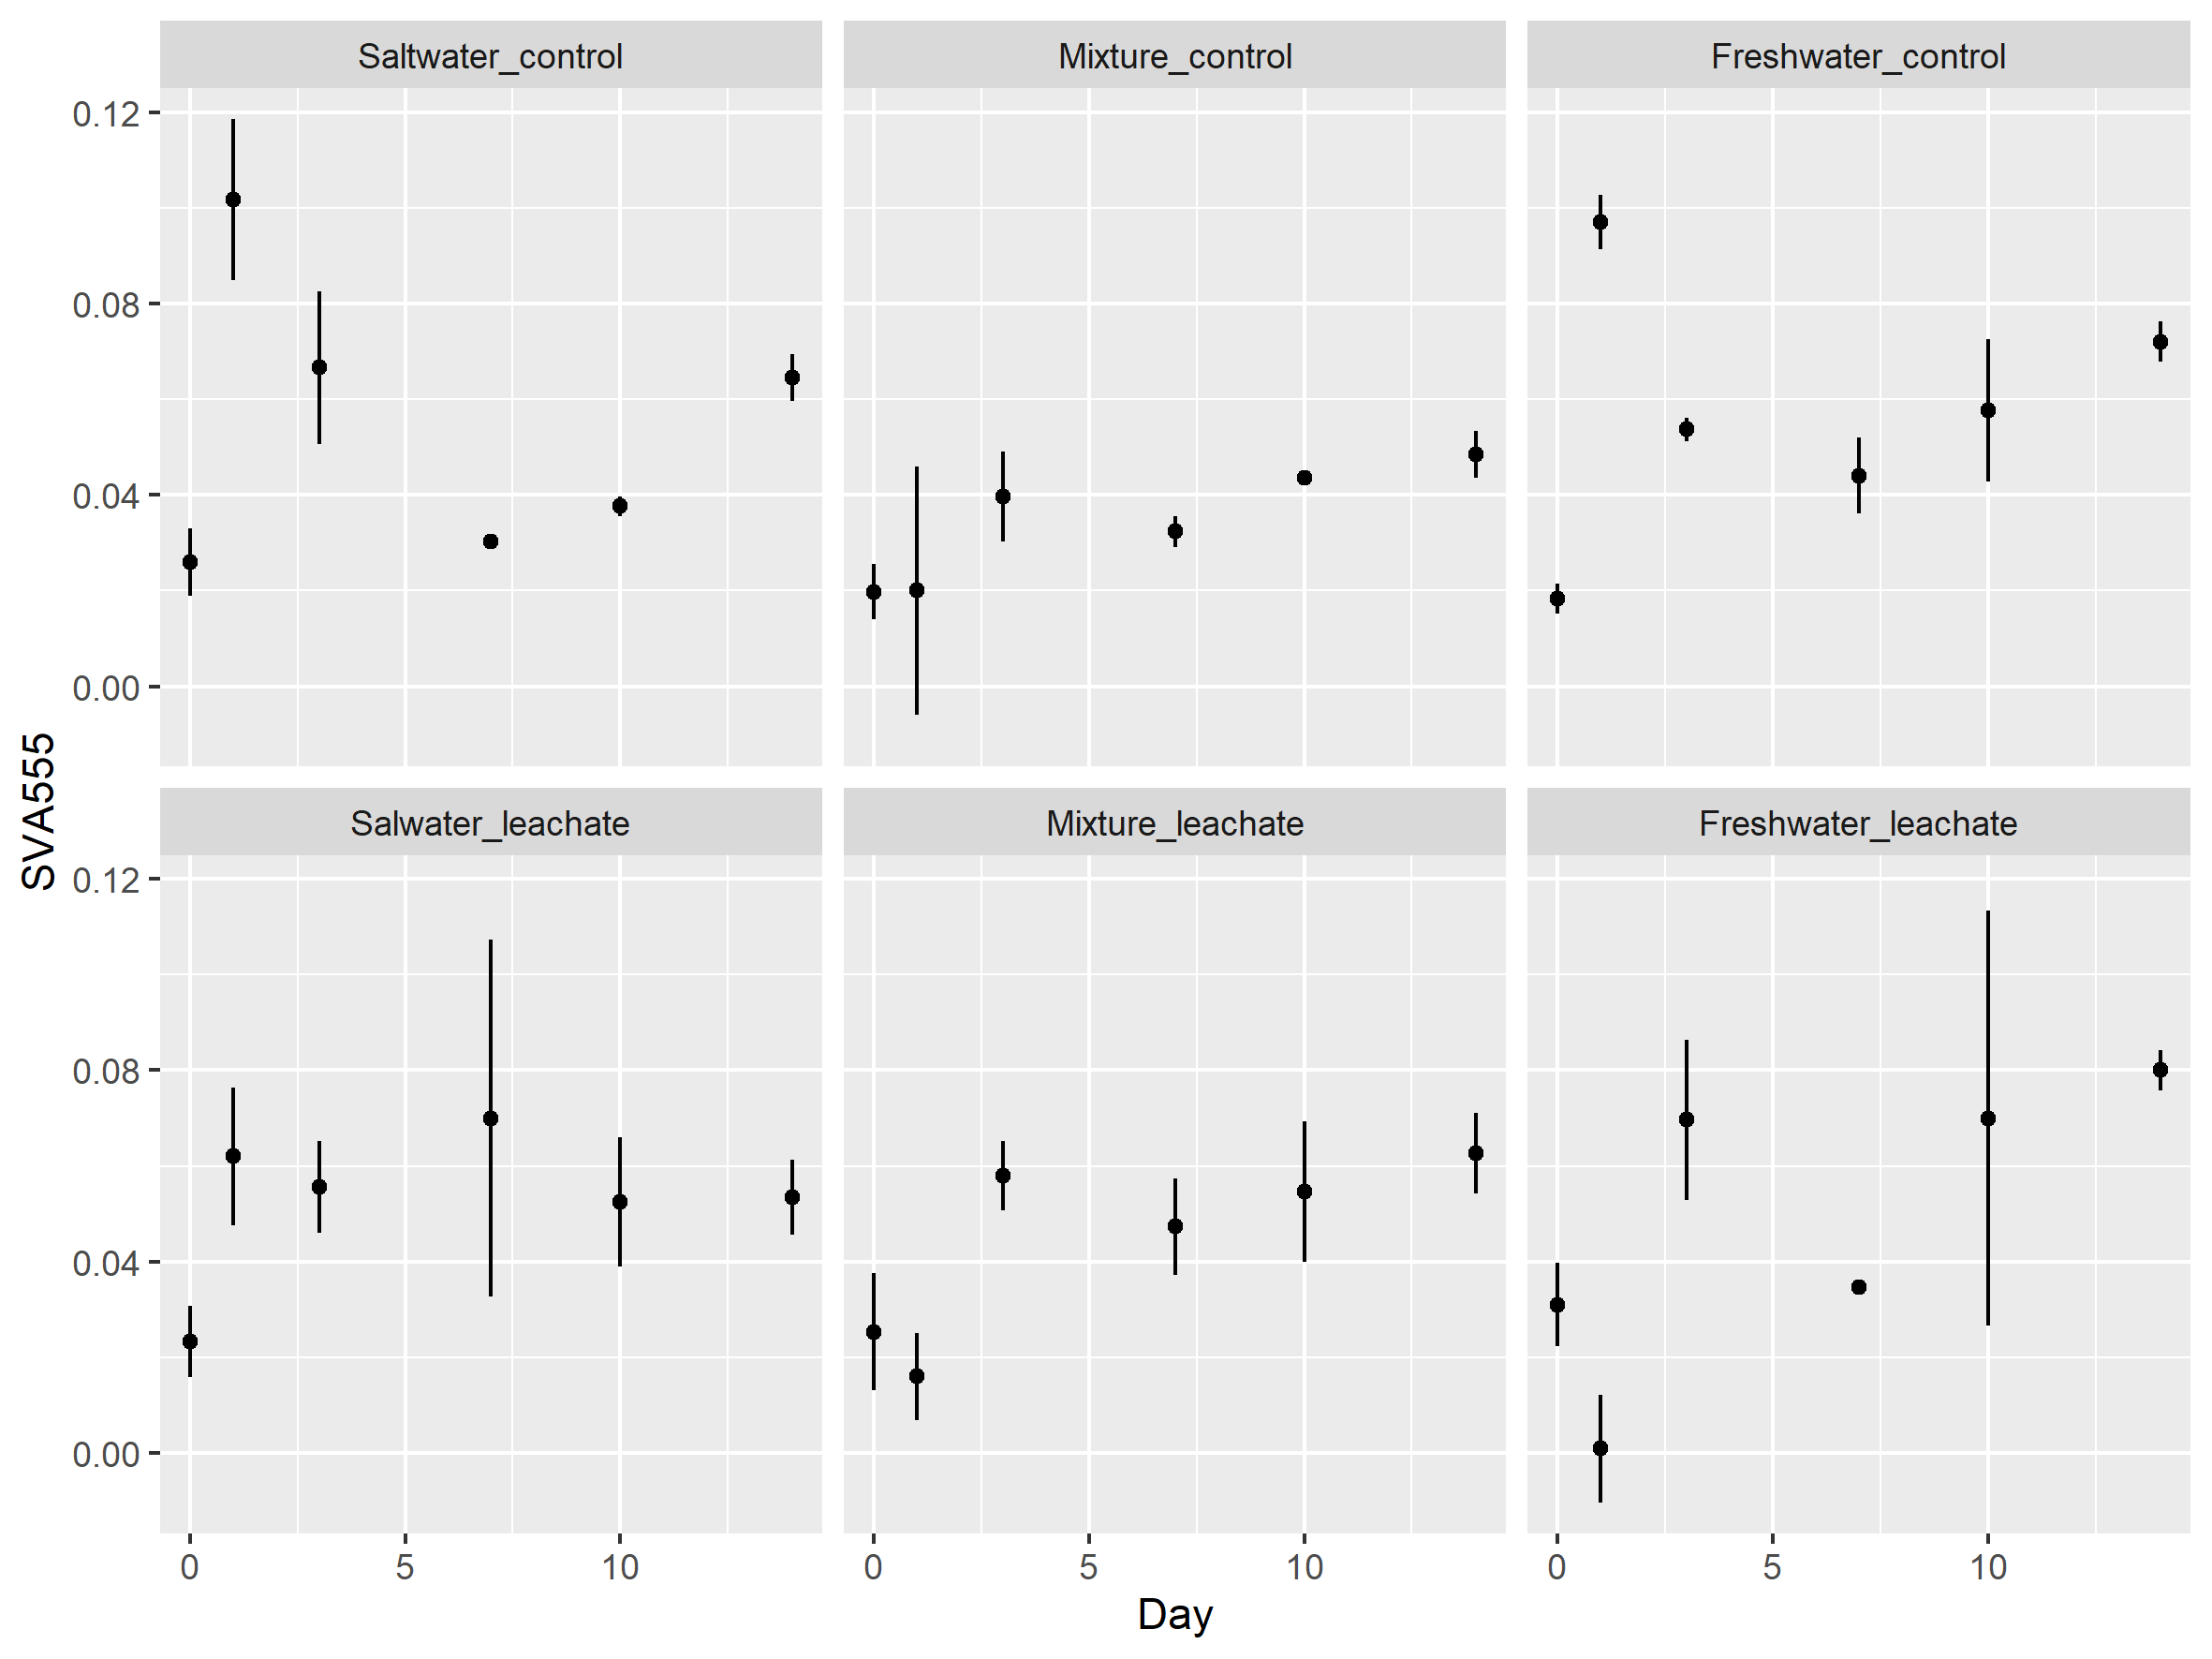 Saltwater_control Mixture_control Freshwater_control
0.12
0.08
0.04
0.00
SVA555
Salwater_leachate Mixture_leachate Freshwater_leachate
0.12
0.08
0.04
0.00
0 5 10 0 5 10 0 5 10
Day